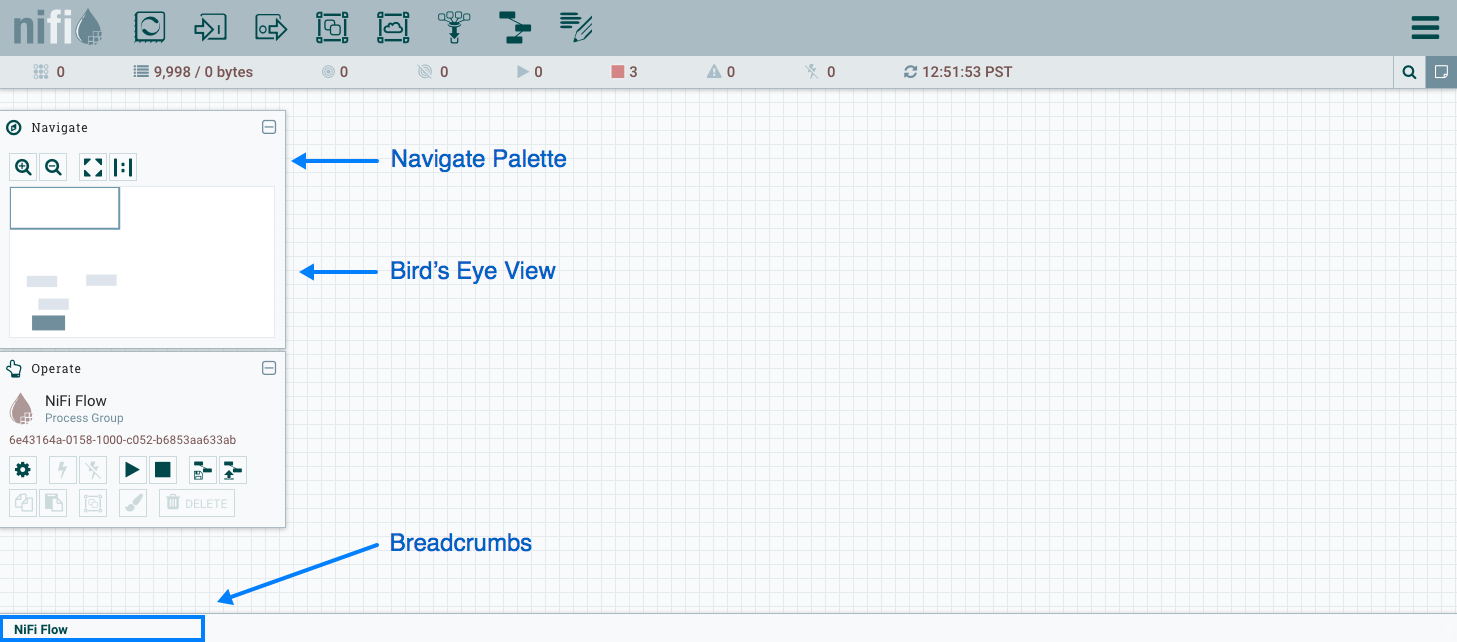 nifi
0 9,998 / 0 bytes 0 0 0 3 0 0 12:51:53 PST
Navigate
Navigate Palette
Bird’s Eye View
Operate
NiFi Flow
Process Group
6e43164a-0158-1000-c052-b6853aa633ab
DELETE
Breadcrumbs
NiFi Flow